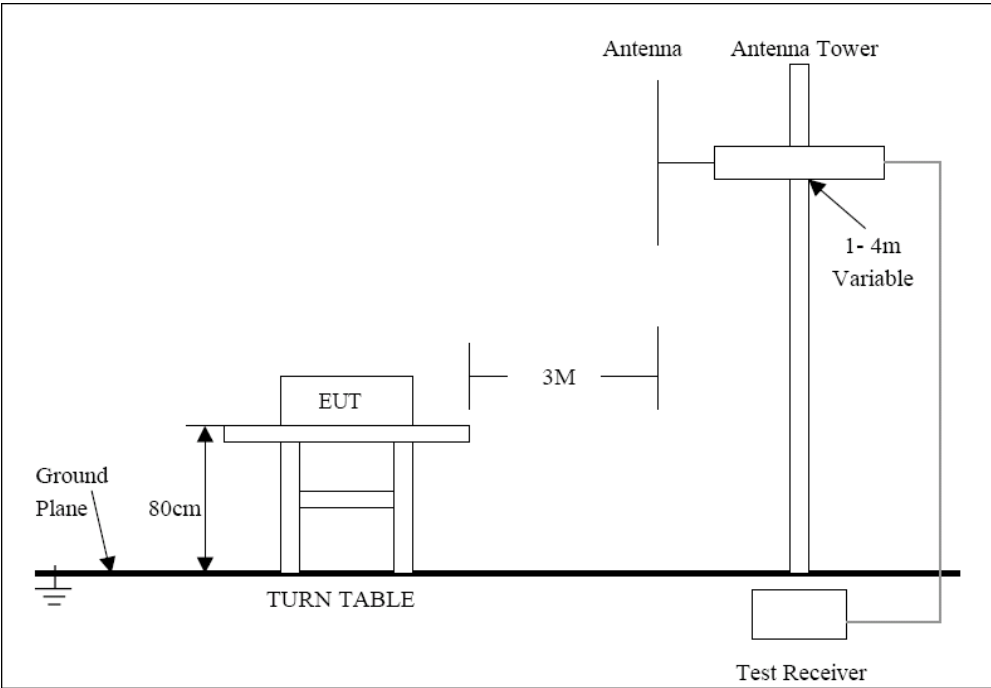 Antenna
Antenna Tower
1- 4m
Variable
3M
EUT
Ground
Plane
80cm
TURN TABLE
Test Receiver